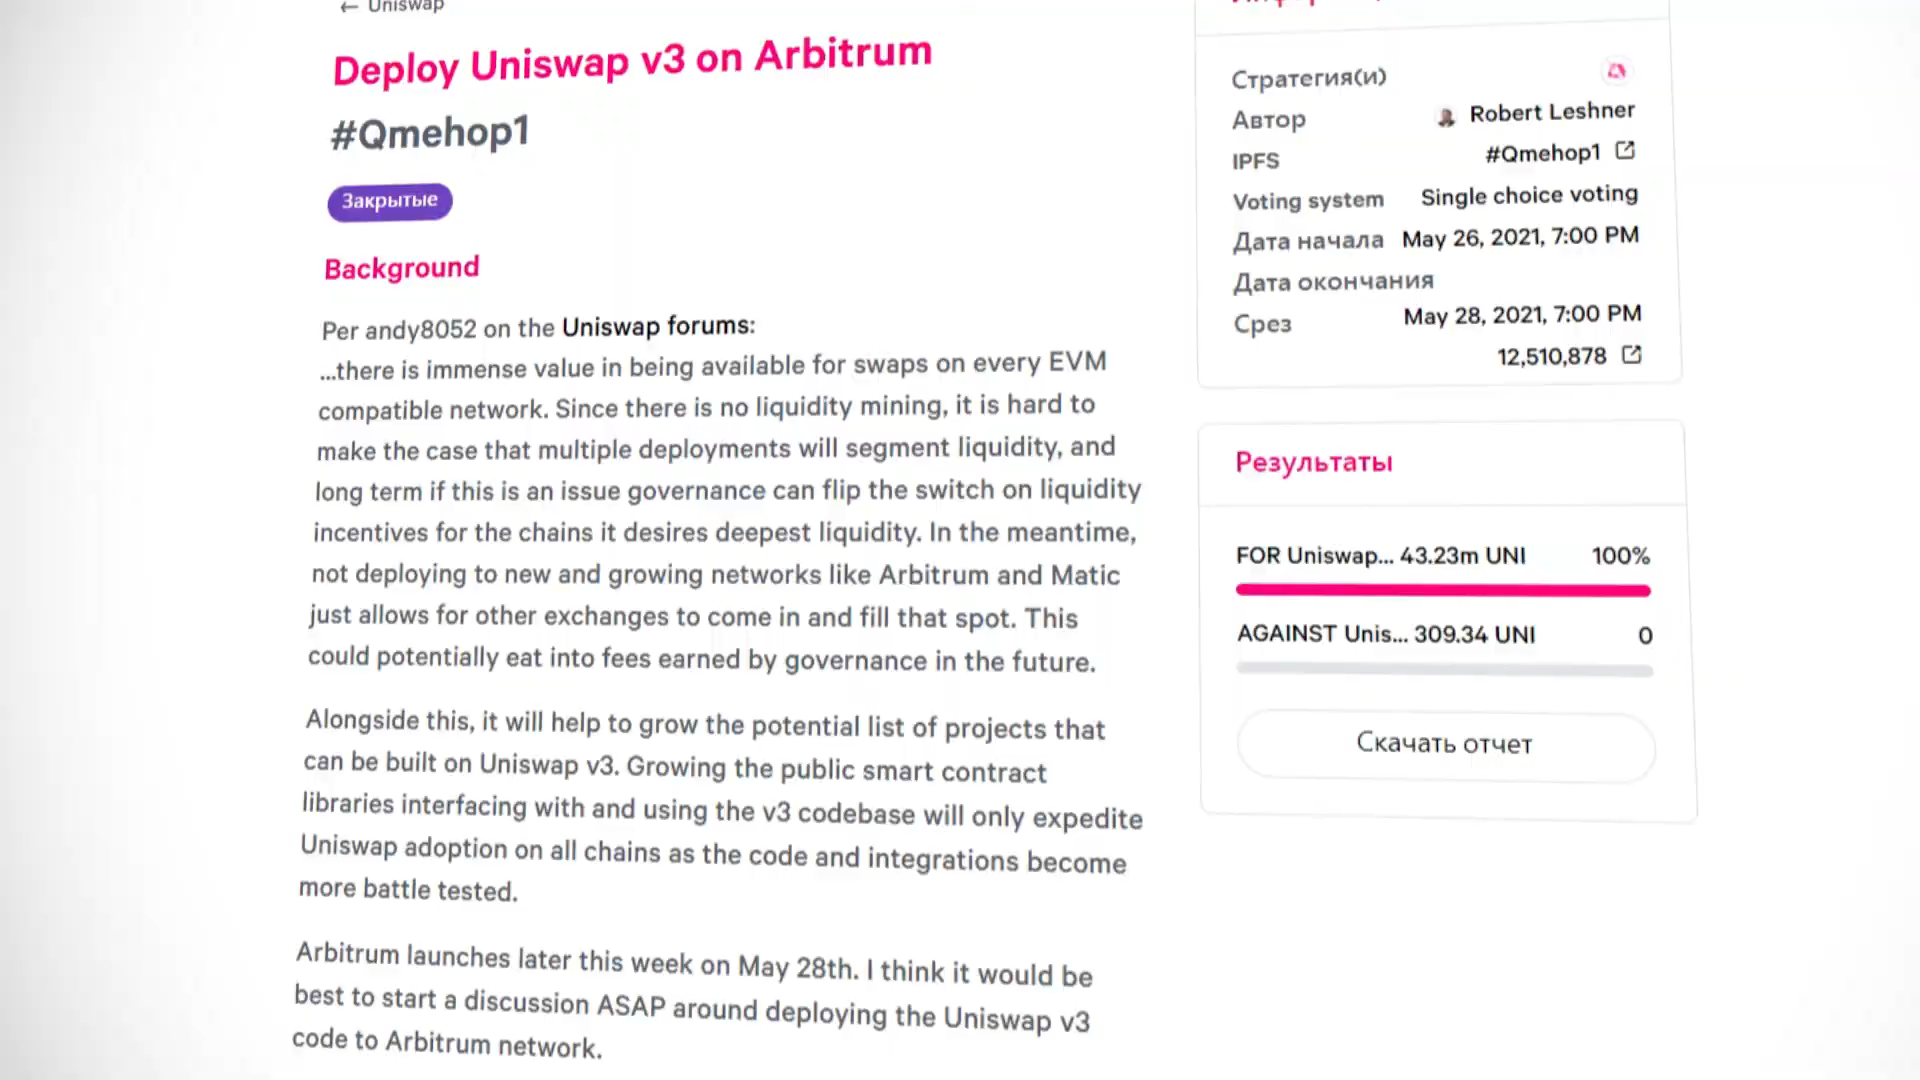 ← Uniswap
Deploy Uniswap v3 on Arbitrum
#Qmehop1
Закрытые
Background
Per andy8052 on the Uniswap forums:
...there is immense value in being available for swaps on every EVM
compatible network. Since there is no liquidity mining, it is hard to
make the case that multiple deployments will segment liquidity, and
long term if this is an issue governance can flip the switch on liquidity
incentives for the chains it desires deepest liquidity. In the meantime,
not deploying to new and growing networks like Arbitrum and Matic
just allows for other exchanges to come in and fill that spot. This
could potentially eat into fees earned by governance in the future.
Alongside this, it will help to grow the potential list of projects that
can be built on Uniswap v3. Growing the public smart contract
libraries interfacing with and using the v3 codebase will only expedite
Uniswap adoption on all chains as the code and integrations become
more battle tested.
Arbitrum launches later this week on May 28th. I think it would be
best to start a discussion ASAP around deploying the Uniswap v3
code to Arbitrum network.
Стратегия(и)
Автор Robert Leshner
IPFS #Qmehop1
Voting system Single choice voting
Дата начала May 26, 2021, 7:00 PM
Дата окончания
May 28, 2021, 7:00 PM
Срез
12,510,878
Результаты
FOR Uniswap... 43.23m UNI 100%
AGAINST Unis... 309.34 UNI 0
Скачать отчет